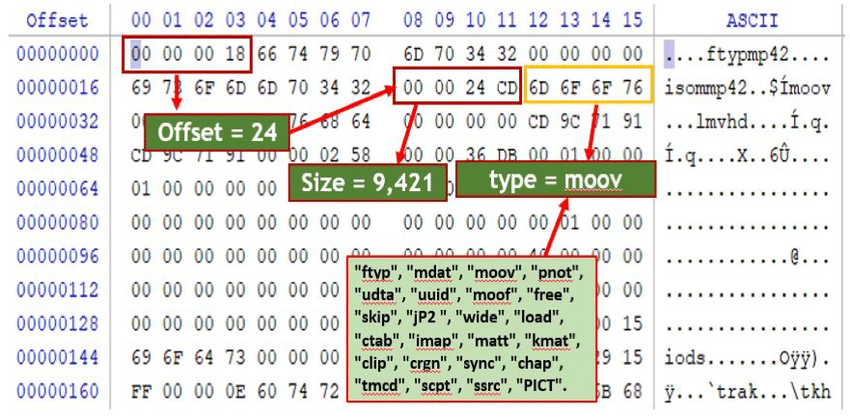 Offset 00 01 02 03 04 05 06 07 08 09 10 11 12 13 14 15 ASCII
00000000 00 00 00 18 66 74 79 70 6D 70 34 32 00 00 00 00 ....ftypmp42....
00000016 69 73 6F 6D 6D 70 34 32 00 00 24 CD 6D 6F 6F 76 isommp42..$Ímoov
00000032 00 76 68 64 00 00 00 00 CD 9C 71 91 ...lmvhd....Í.q.
Offset = 24
00000048 CD 9C 71 91 00 00 02 58 00 00 36 DB 00 01 00 00 Í.q....X..6Û....
00000064 01 00 00 00 00 ................
Size = 9,421 type = moov
00000080 00 00 00 00 00 00 00 00 00 00 00 00 00 01 00 00 ................
00000096 00 00 00 00 00 00 00 00 00 00 00 00 40 00 00 00 ............@...
"ftyp", "mdat", "moov", "pnot",
00000112 00 00 00 00 00 00 00 00 ................
"udta", "uuid", "moof", "free",
00000128 00 00 00 00 00 00 00 15 ................
"skip", "jP2 ", "wide", "load",
"ctab", "imap", "matt", "kmat",
00000144 69 6F 64 73 00 00 00 29 15 iods.......Oÿÿ).
"clip", "crgn", "sync", "chap",
00000160 FF 00 00 0E 60 74 72 6B 68 ÿ...`trak...\tkh
"tmcd", "scpt", "ssrc", "PICT".